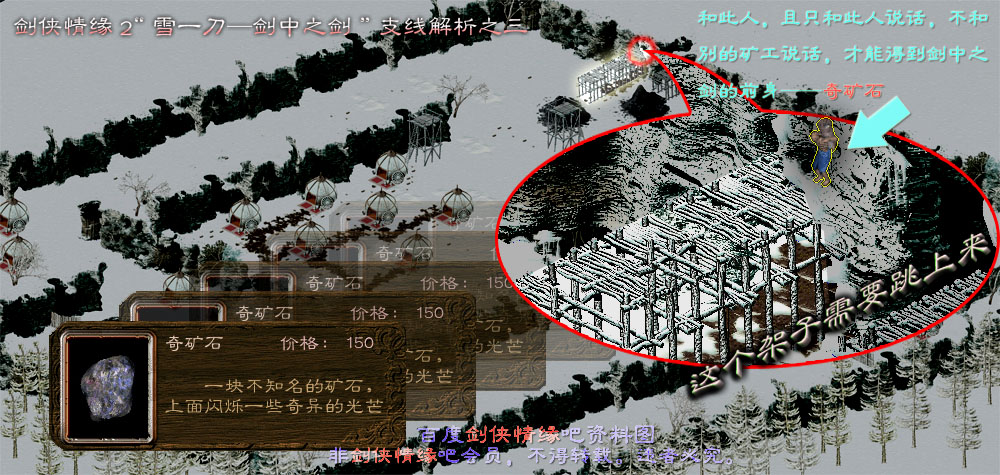 剑侠情缘2“雪一刀—剑中之剑”支线解析之三
和此人，且只和此人说话，不和
别的矿工说话，才能得到剑中之
剑的前身——奇矿石
这个架子需要跳上来
奇矿石
奇矿石 价格： 150
奇矿石 价格： 150
奇矿石 价格： 150
一块不知名的矿石，
上面闪烁一些奇异的光芒
百度剑侠情缘吧资料图
非剑侠情缘吧会员，不得转载，违者必究。